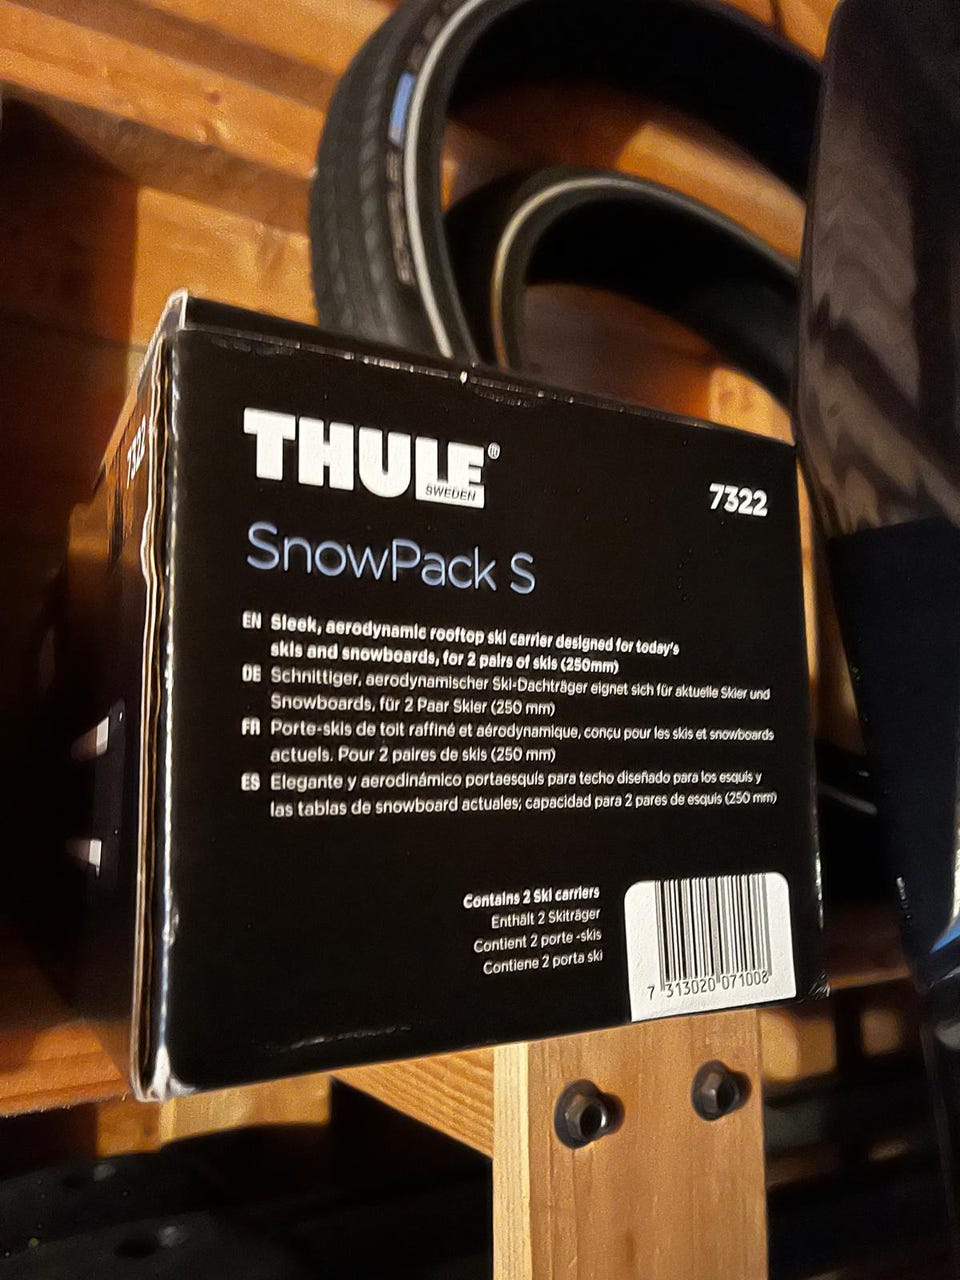 THULE®
SWEDEN
7322
7322
SnowPack S
EN Sleek, aerodynamic rooftop ski carrier designed for today's
skis and snowboards, for 2 pairs of skis (250mm)
DE Schnittiger, aerodynamischer Ski-Dachträger eignet sich für aktuelle Skier und
Snowboards, für 2 Paar Skier (250 mm)
FR Porte-skis de toit raffiné et aérodynamique, conçu pour les skis et snowboards
actuels. Pour 2 paires de skis (250 mm)
ES Elegante y aerodinámico portaesquís para techo diseñado para los esquís y
las tablas de snowboard actuales; capacidad para 2 pares de esquís (250 mm)
Contains 2 Ski carriers
Enthält 2 Skiträger
Contient 2 porte -skis
Contiene 2 porta ski
7 313020 071008